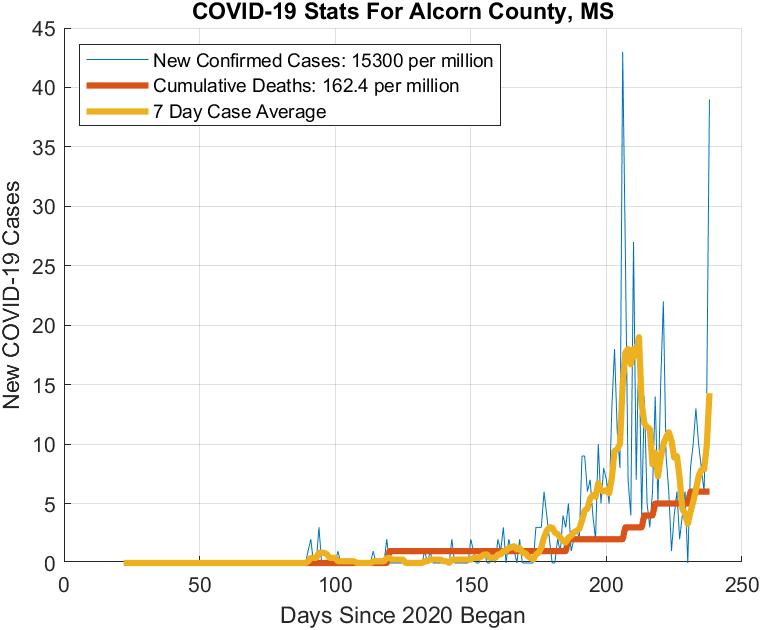 COVID-19 Stats For Alcorn County, MS
New Confirmed Cases: 15300 per million
Cumulative Deaths: 162.4 per million
7 Day Case Average
New COVID-19 Cases
45
40
35
30
25
20
15
10
5
0
0 50 100 150 200 250
Days Since 2020 Began